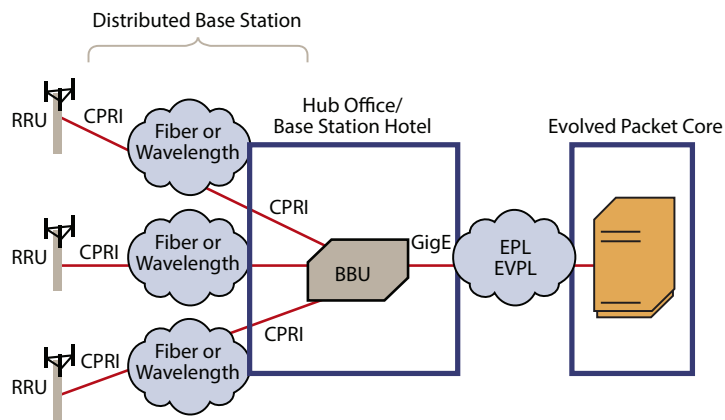 Distributed Base Station
RRU
CPRI
Fiber or
Wavelength
Hub Office/
Base Station Hotel
Evolved Packet Core
CPRI
RRU
CPRI
Fiber or
Wavelength
BBU
GigE
EPL
EVPL
RRU
CPRI
Fiber or
Wavelength
CPRI